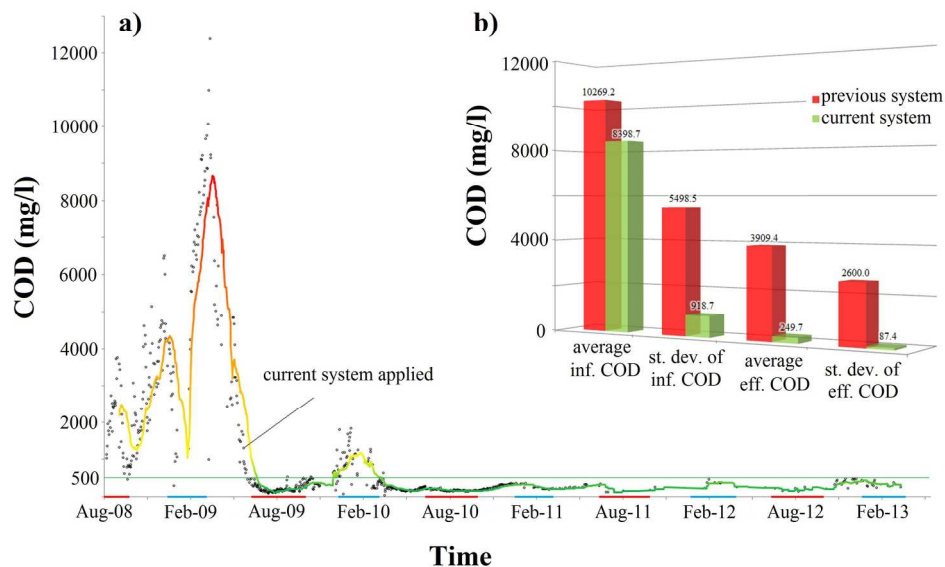 a)
COD (mg/l)
12000
10000
8000
6000
4000
2000
500
current system applied
Aug-08 Feb-09 Aug-09 Feb-10 Aug-10 Feb-11 Aug-11 Feb-12 Aug-12 Feb-13
Time
b)
COD (mg/l)
12000
8000
4000
0
previous system
current system
10269.2
8398.7
5498.5
918.7
3909.4
249.7
2600.0
87.4
average
inf. COD
st. dev. of
inf. COD
average
eff. COD
st. dev. of
eff. COD